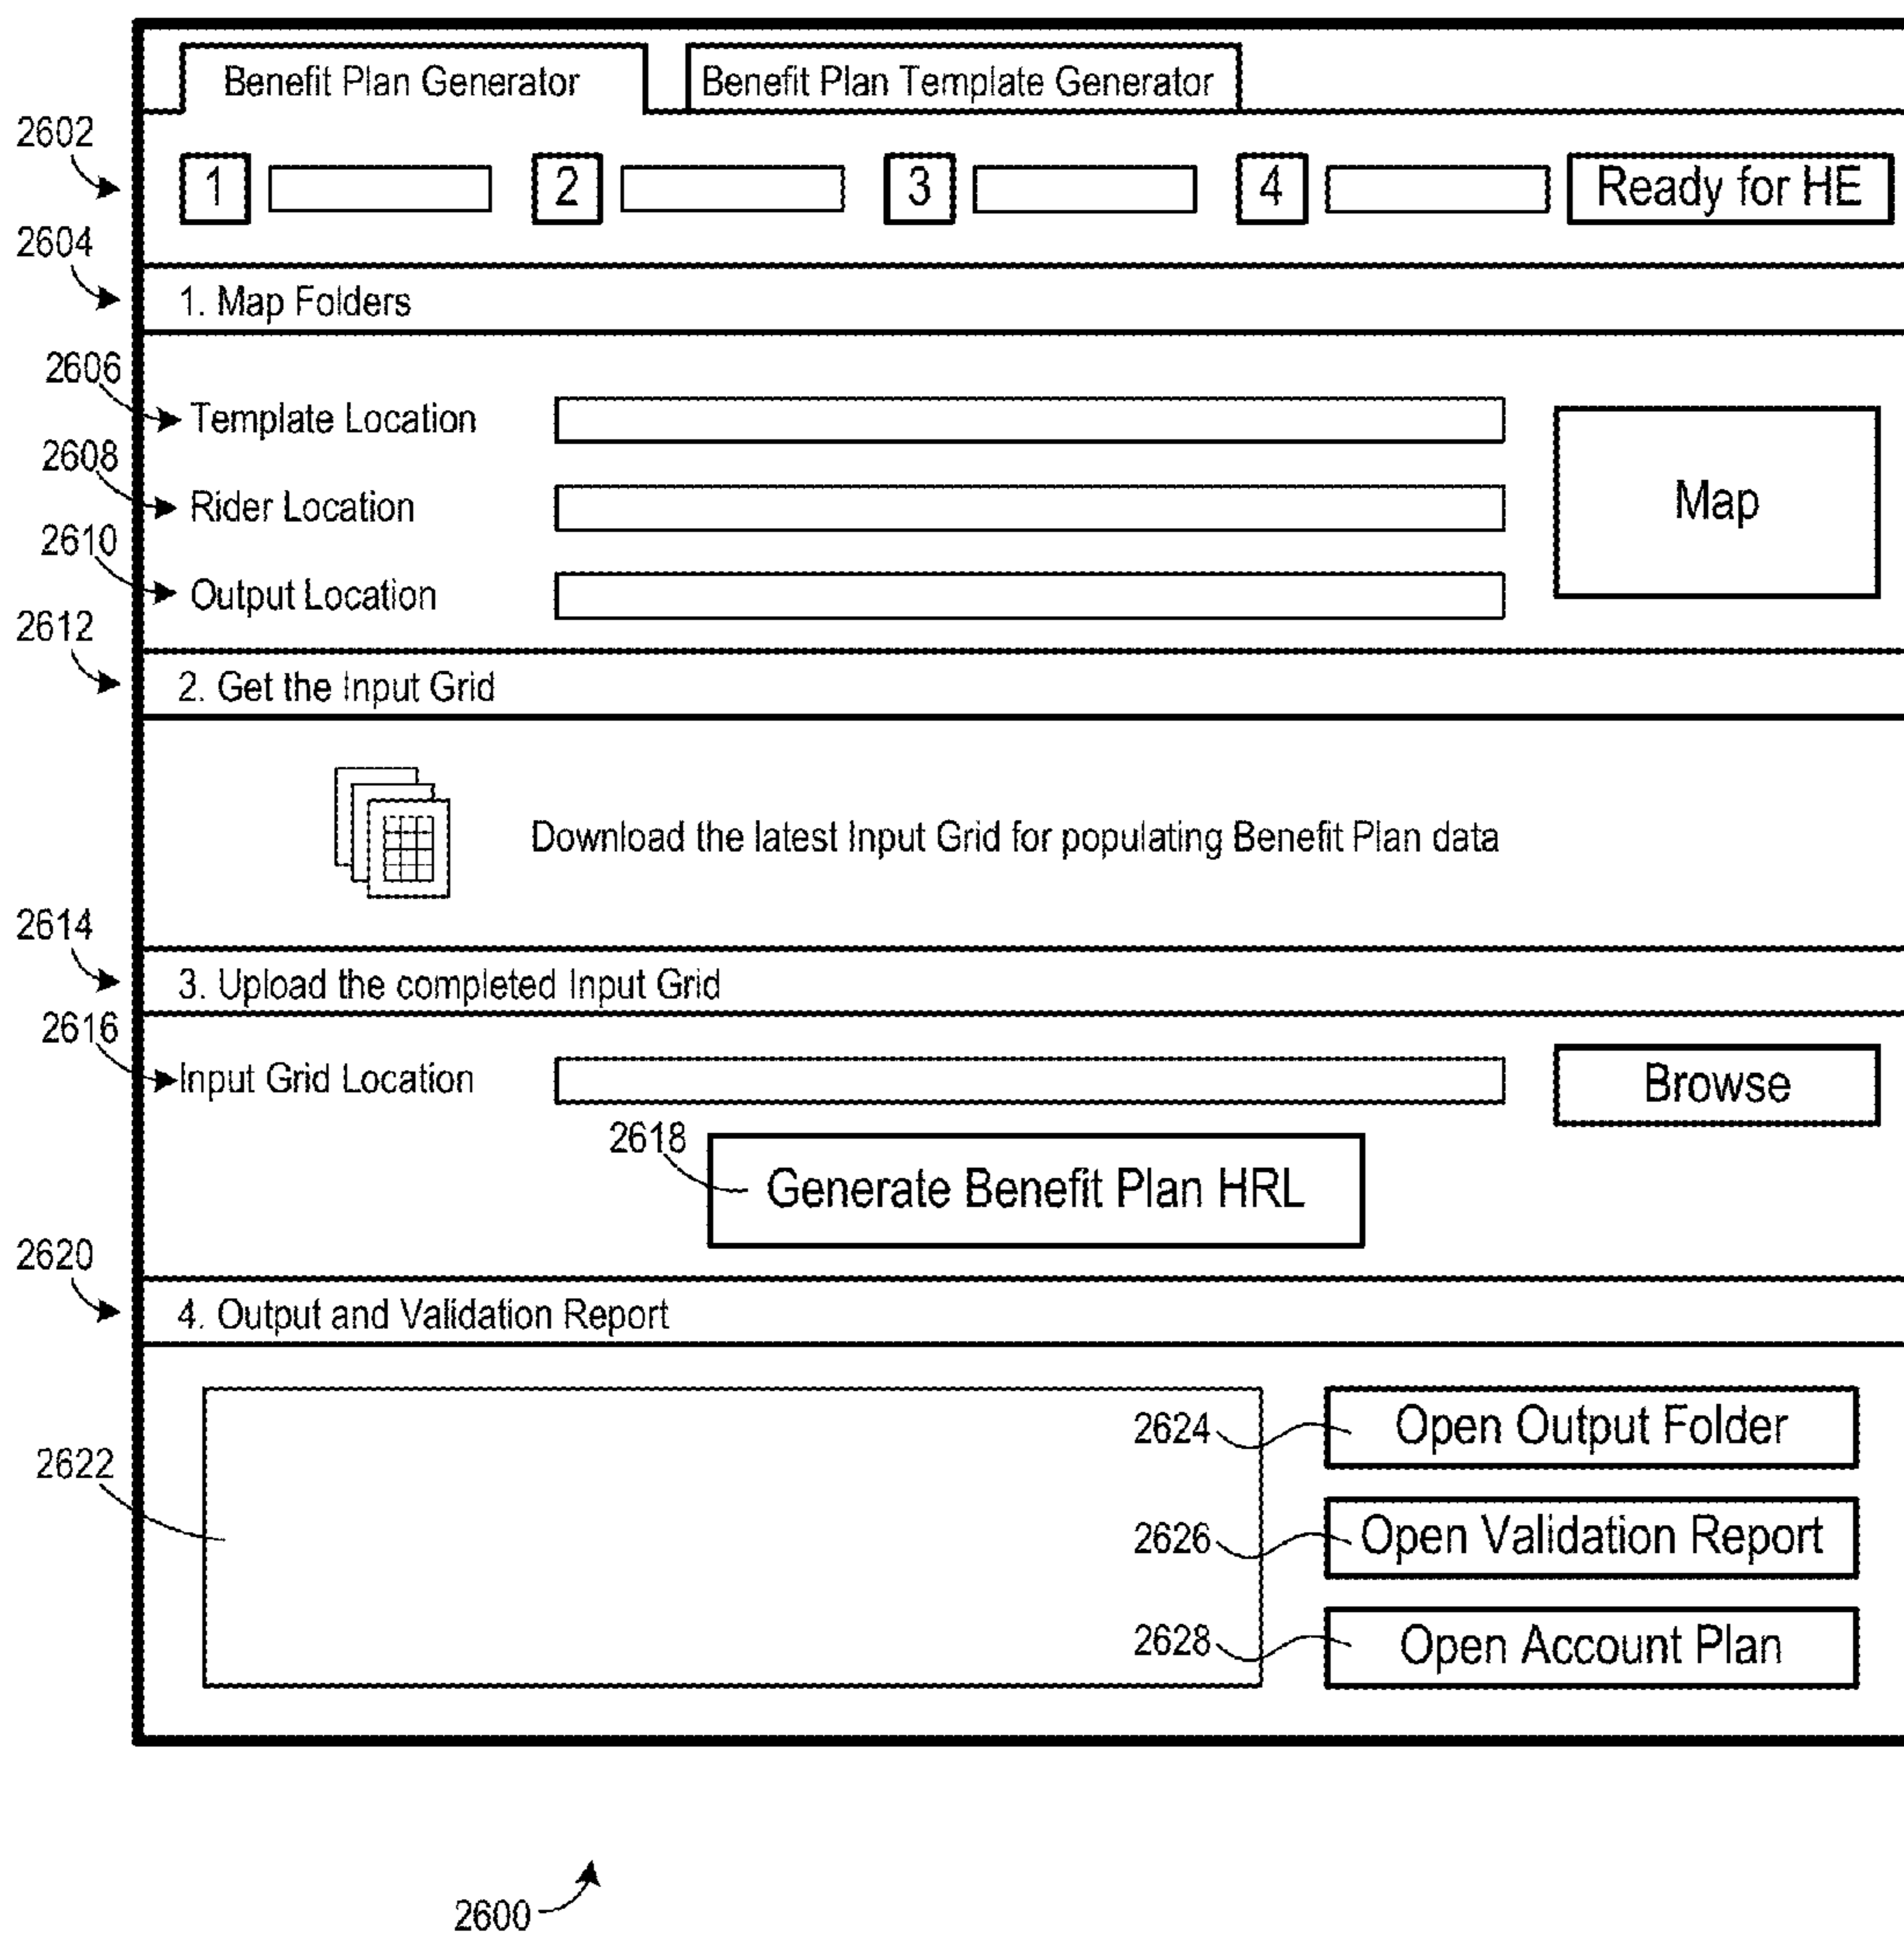 Benefit Plan Generator Benefit Plan Template Generator
2602
1 2 3 4 Ready for HE
2604
1. Map Folders
2606
Template Location
2608
Rider Location
Map
2610
Output Location
2612
2. Get the Input Grid
Download the latest Input Grid for populating Benefit Plan data
2614
3. Upload the completed Input Grid
2616
Input Grid Location Browse
2618
Generate Benefit Plan HRL
2620
4. Output and Validation Report
2624 Open Output Folder
2622
2626 Open Validation Report
2628 Open Account Plan
2600